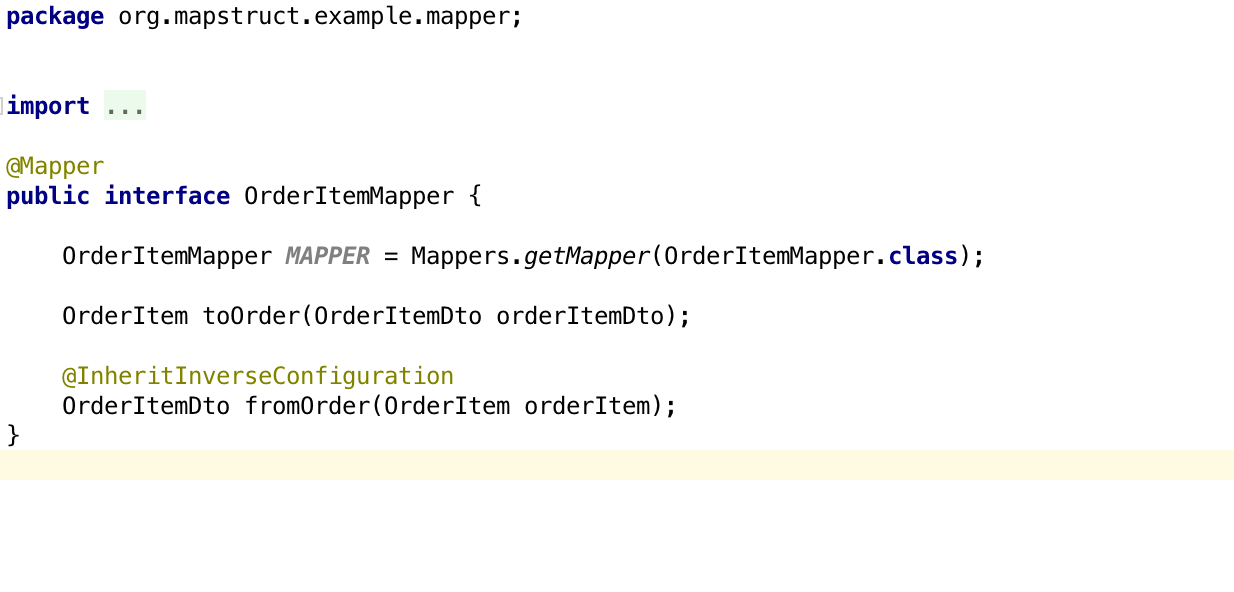 package org.mapstruct.example.mapper;
import ...
@Mapper
public interface OrderItemMapper {
OrderItemMapper MAPPER = Mappers.getMapper(OrderItemMapper.class);
OrderItem toOrder(OrderItemDto orderItemDto);
@InheritInverseConfiguration
OrderItemDto fromOrder(OrderItem orderItem);
}